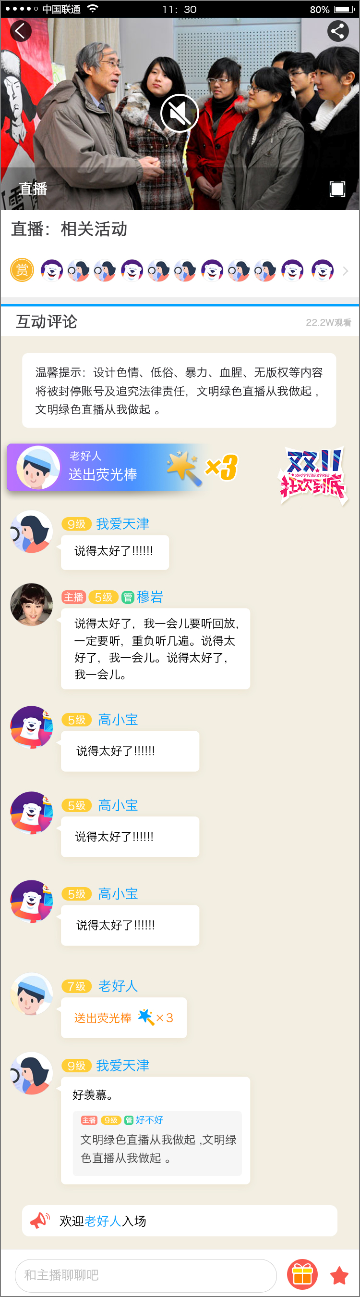 中国联通
11：30
80%
直播
直播：相关活动
赏
互动评论
22.2W观看
温馨提示：设计色情、低俗、暴力、血腥、无版权等内容
将被封停账号及追究法律责任，文明绿色直播从我做起 ，
文明绿色直播从我做起 。
老好人
送出荧光棒
×3
双11
狂欢到底
9级 我爱天津
说得太好了!!!!!!
主播 5级 管 穆岩
说得太好了，我一会儿要听回放，
一定要听，重负听几遍。说得太
好了，我一会儿。说得太好了，
我一会儿。
5级 高小宝
说得太好了!!!!!!
5级 高小宝
说得太好了!!!!!!
5级 高小宝
说得太好了!!!!!!
7级 老好人
送出荧光棒 ×3
9级 我爱天津
好羡慕。
主播 9级 管 好不好
文明绿色直播从我做起 ,文明绿
色直播从我做起 。
欢迎老好人入场
和主播聊聊吧